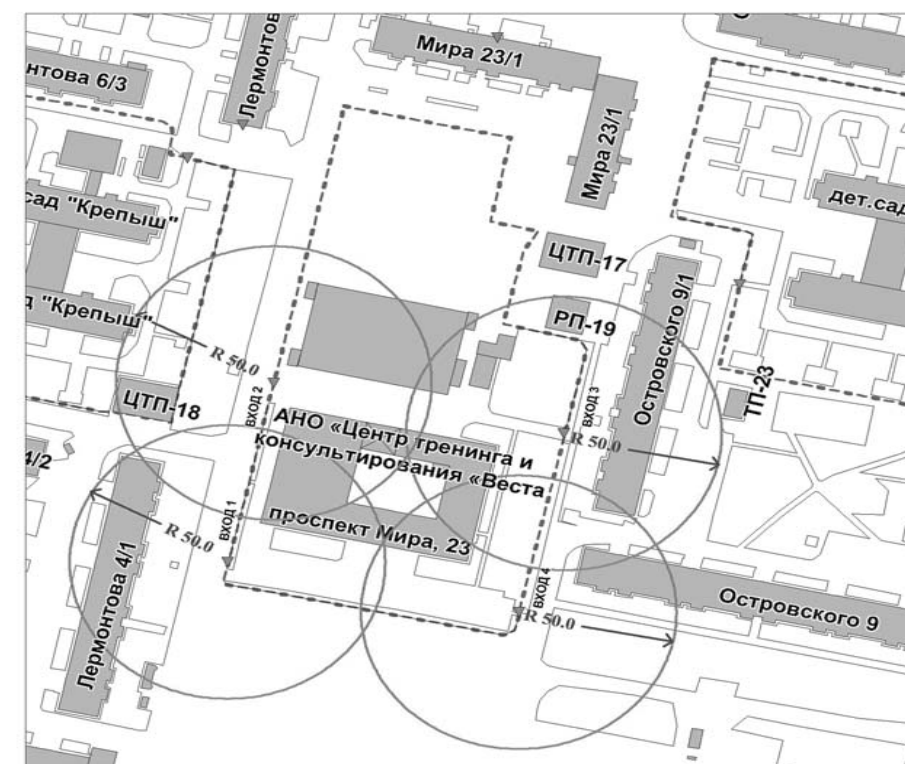 Мира 23/1
Лермонтов
нтова 6/3
Мира 23/1
дет.сад
сад "Крепыш"
ЦТП-17
д "Крепыш"
РП-19
Островского 9/1
R 50.0
ТП-23
ЦТП-18
ВХОД 2
ВХОД 3
АНО «Центр тренинга и
консультирования «Веста
R 50.0
4/2
проспект Мира, 23
ВХОД 1
R 50.0
Лермонтова 4/1
ВХОД 4
R 50.0
Островского 9